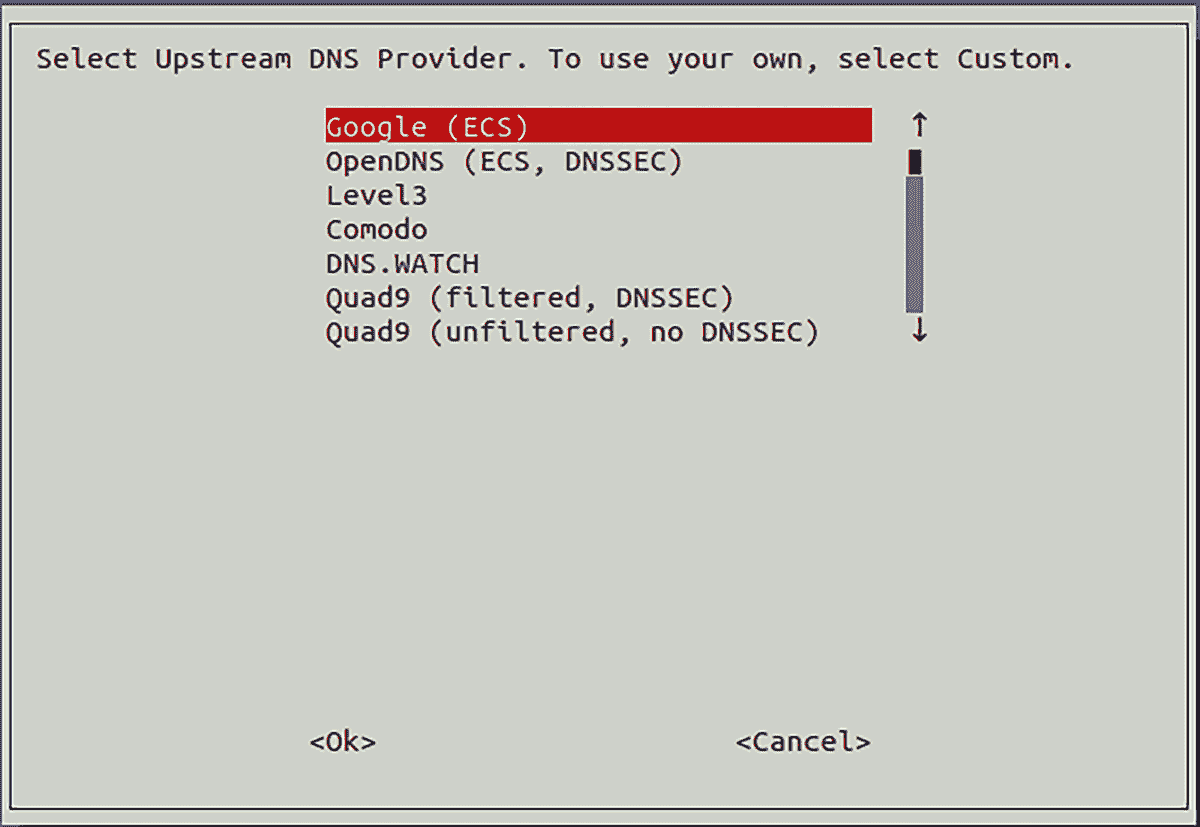 Select Upstream DNS Provider. To use your own, select Custom.
Google (ECS)
OpenDNS (ECS, DNSSEC)
Level3
Comodo
DNS.WATCH
Quad9 (filtered, DNSSEC)
Quad9 (unfiltered, no DNSSEC)
<Ok> <Cancel>